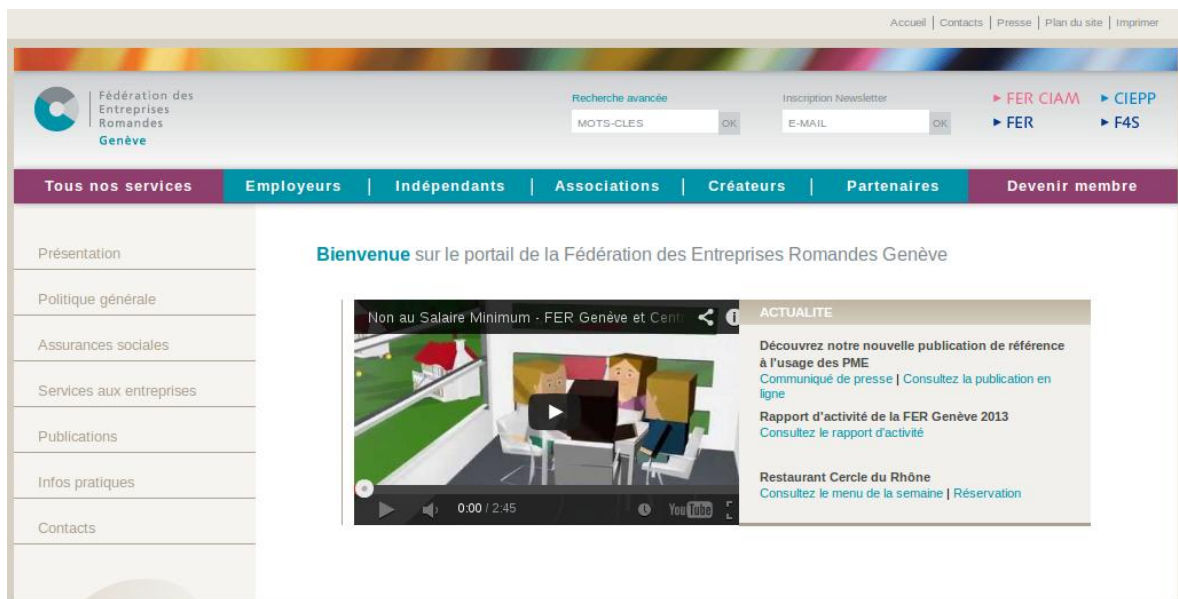 Accueil | Contacts | Presse | Plan du site | Imprimer
Fédération des
Entreprises
Romandes
Genève
Recherche avancée
MOTS-CLES
OK
Inscription Newsletter
E-MAIL
OK
FER CIAM
CIEPP
FER
F4S
Tous nos services
Employeurs | Indépendants | Associations | Créateurs | Partenaires
Devenir membre
Présentation
Politique générale
Assurances sociales
Services aux entreprises
Publications
Infos pratiques
Contacts
Bienvenue sur le portail de la Fédération des Entreprises Romandes Genève
Non au Salaire Minimum - FER Genève et
0:00 / 2:45
YouTube
ACTUALITE
Découvrez notre nouvelle publication de référence
à l'usage des PME
Communiqué de presse | Consultez la publication en
ligne
Rapport d'activité de la FER Genève 2013
Consultez le rapport d'activité
Restaurant Cercle du Rhône
Consultez le menu de la semaine | Réservation